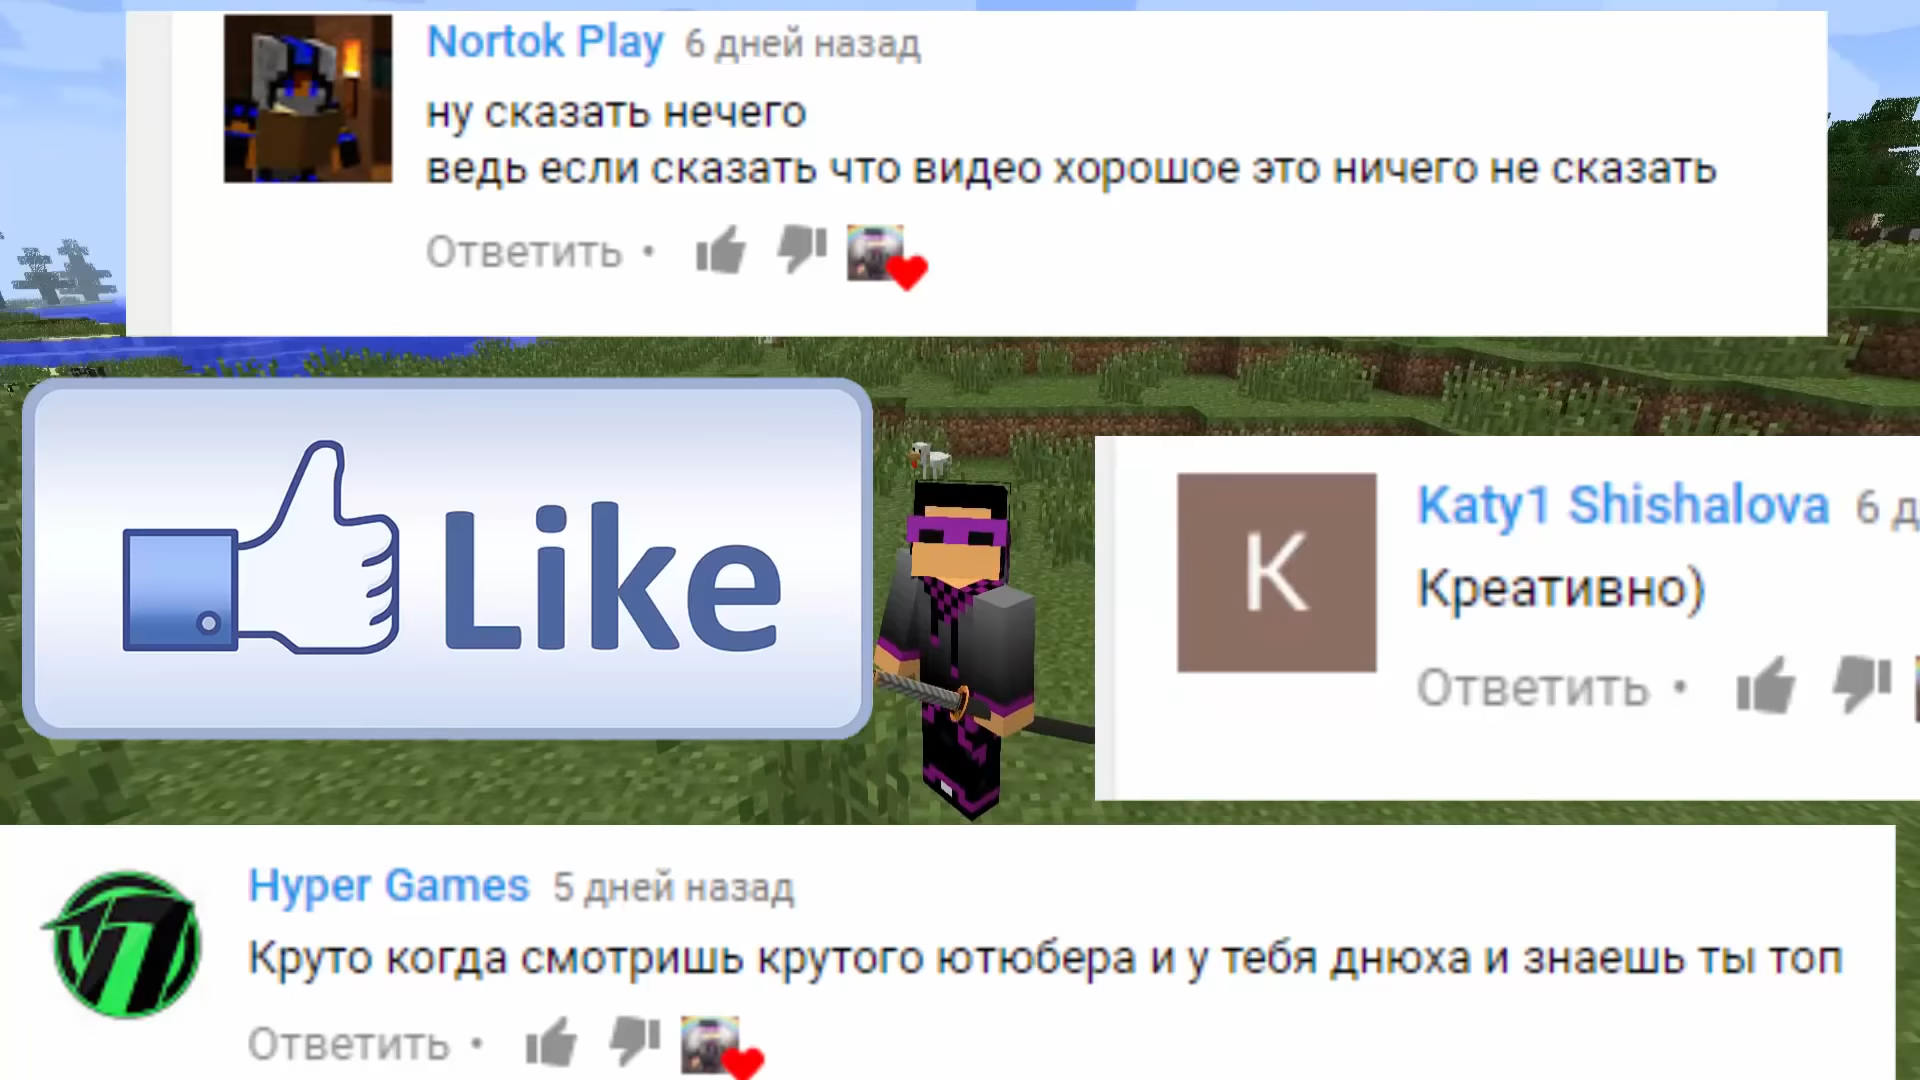 Nortok Play 6 дней назад
ну сказать нечего
ведь если сказать что видео хорошое это ничего не сказать
Ответить •
Like
K
Katy1 Shishalova 6 д
Креативно)
Ответить •
Hyper Games 5 дней назад
Круто когда смотришь крутого ютюбера и у тебя днюха и знаешь ты топ
Ответить •